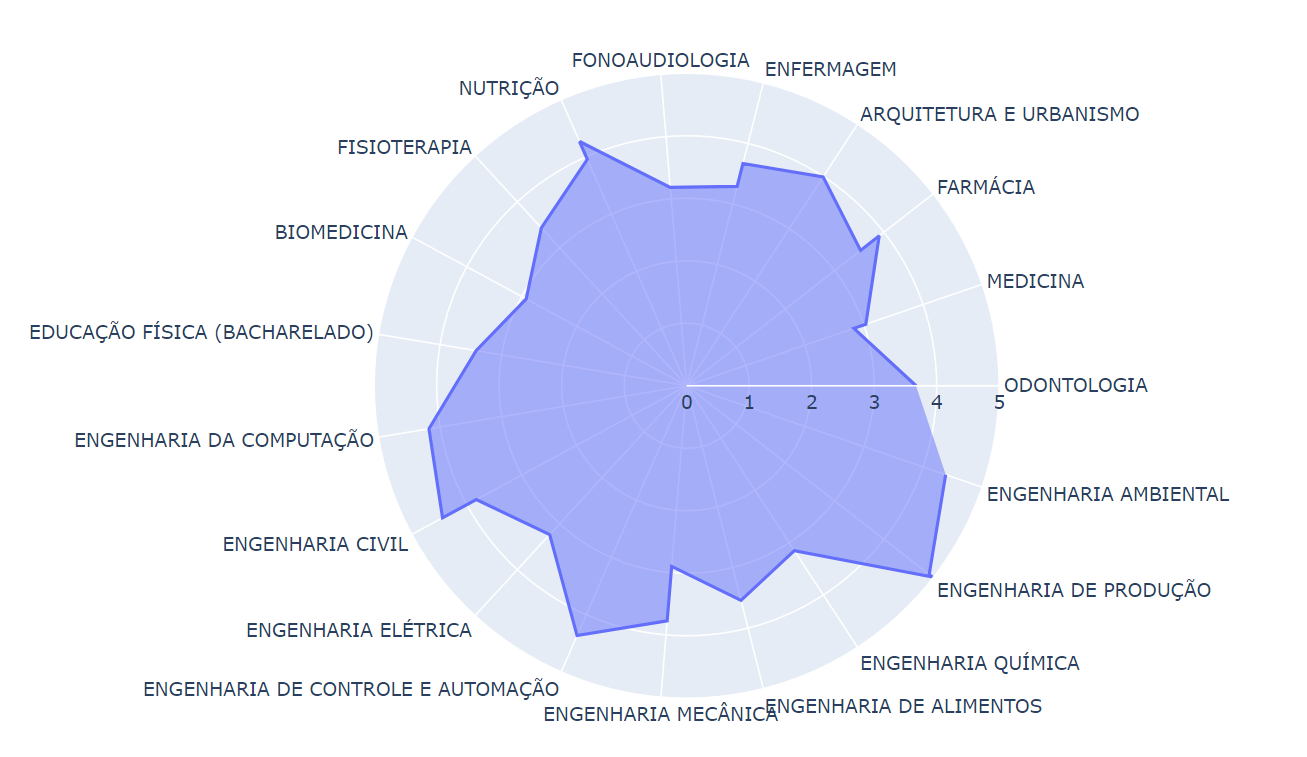 FONOAUDIOLOGIA
ENFERMAGEM
NUTRIÇÃO
ARQUITETURA E URBANISMO
FISIOTERAPIA
FARMÁCIA
BIOMEDICINA
MEDICINA
EDUCAÇÃO FÍSICA (BACHARELADO)
ODONTOLOGIA
0 1 2 3 4 5
ENGENHARIA DA COMPUTAÇÃO
ENGENHARIA AMBIENTAL
ENGENHARIA CIVIL
ENGENHARIA DE PRODUÇÃO
ENGENHARIA ELÉTRICA
ENGENHARIA QUÍMICA
ENGENHARIA DE CONTROLE E AUTOMAÇÃO
ENGENHARIA DE ALIMENTOS
ENGENHARIA MECÂNICA